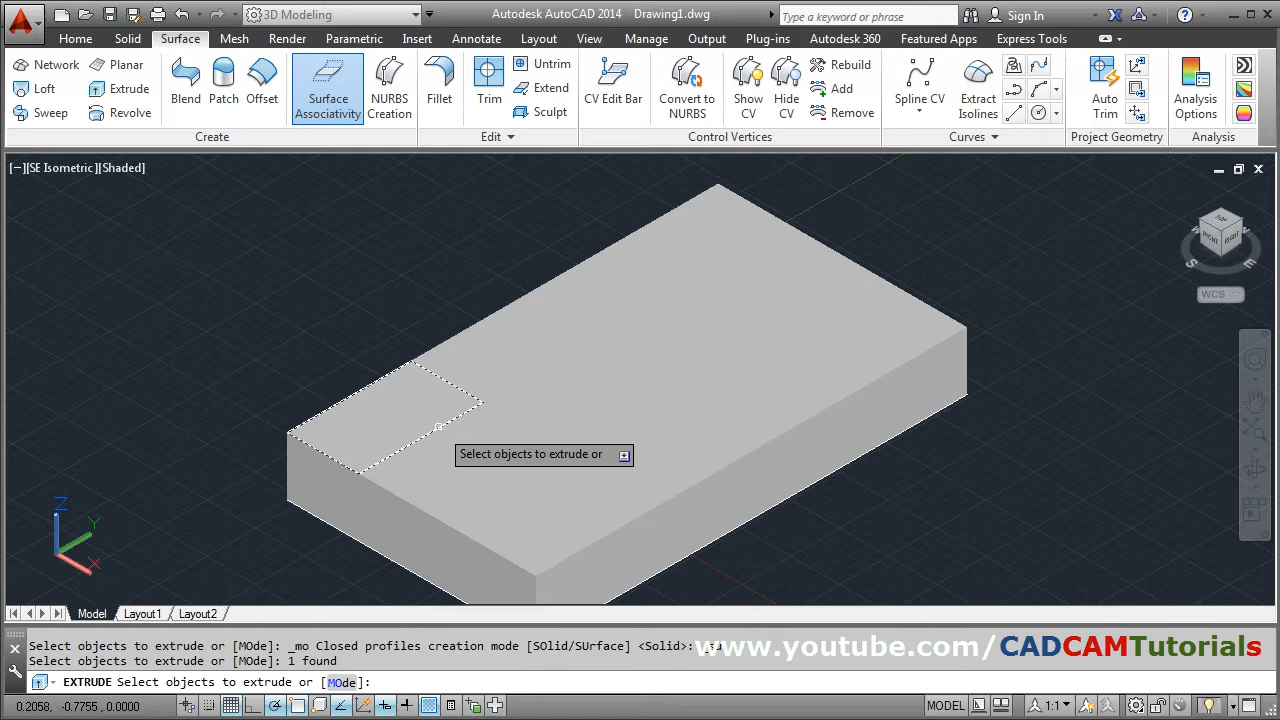 3D Modeling
Autodesk AutoCAD 2014 Drawing1.dwg
Type a keyword or phrase
Sign In
Home Solid Surface Mesh Render Parametric Insert Annotate Layout View Manage Output Plug-ins Autodesk 360 Featured Apps Express Tools
Network
Planar
Loft
Extrude
Sweep
Revolve
Blend
Patch
Offset
Surface
Associativity
NURBS
Creation
Fillet
Trim
Untrim
Extend
Sculpt
CV Edit Bar
Convert to
NURBS
Show
CV
Hide
CV
Rebuild
Add
Remove
Spline CV
Extract
Isolines
Auto
Trim
Analysis
Options
Create
Edit
Control Vertices
Curves
Project Geometry
Analysis
[−][SE Isometric][Shaded]
TOP
FRONT
RIGHT
S
E
WCS
Select objects to extrude or
Z
Y
X
Model Layout1 Layout2
Select objects to extrude or [MOde]: _mo Closed profiles creation mode [SOlid/SUrface] <Solid>:
Select objects to extrude or [MOde]: 1 found
EXTRUDE Select objects to extrude or [MOde]:
www.youtube.com/CADCAMTutorials
0.2058, -0.7755, 0.0000
MODEL
1:1